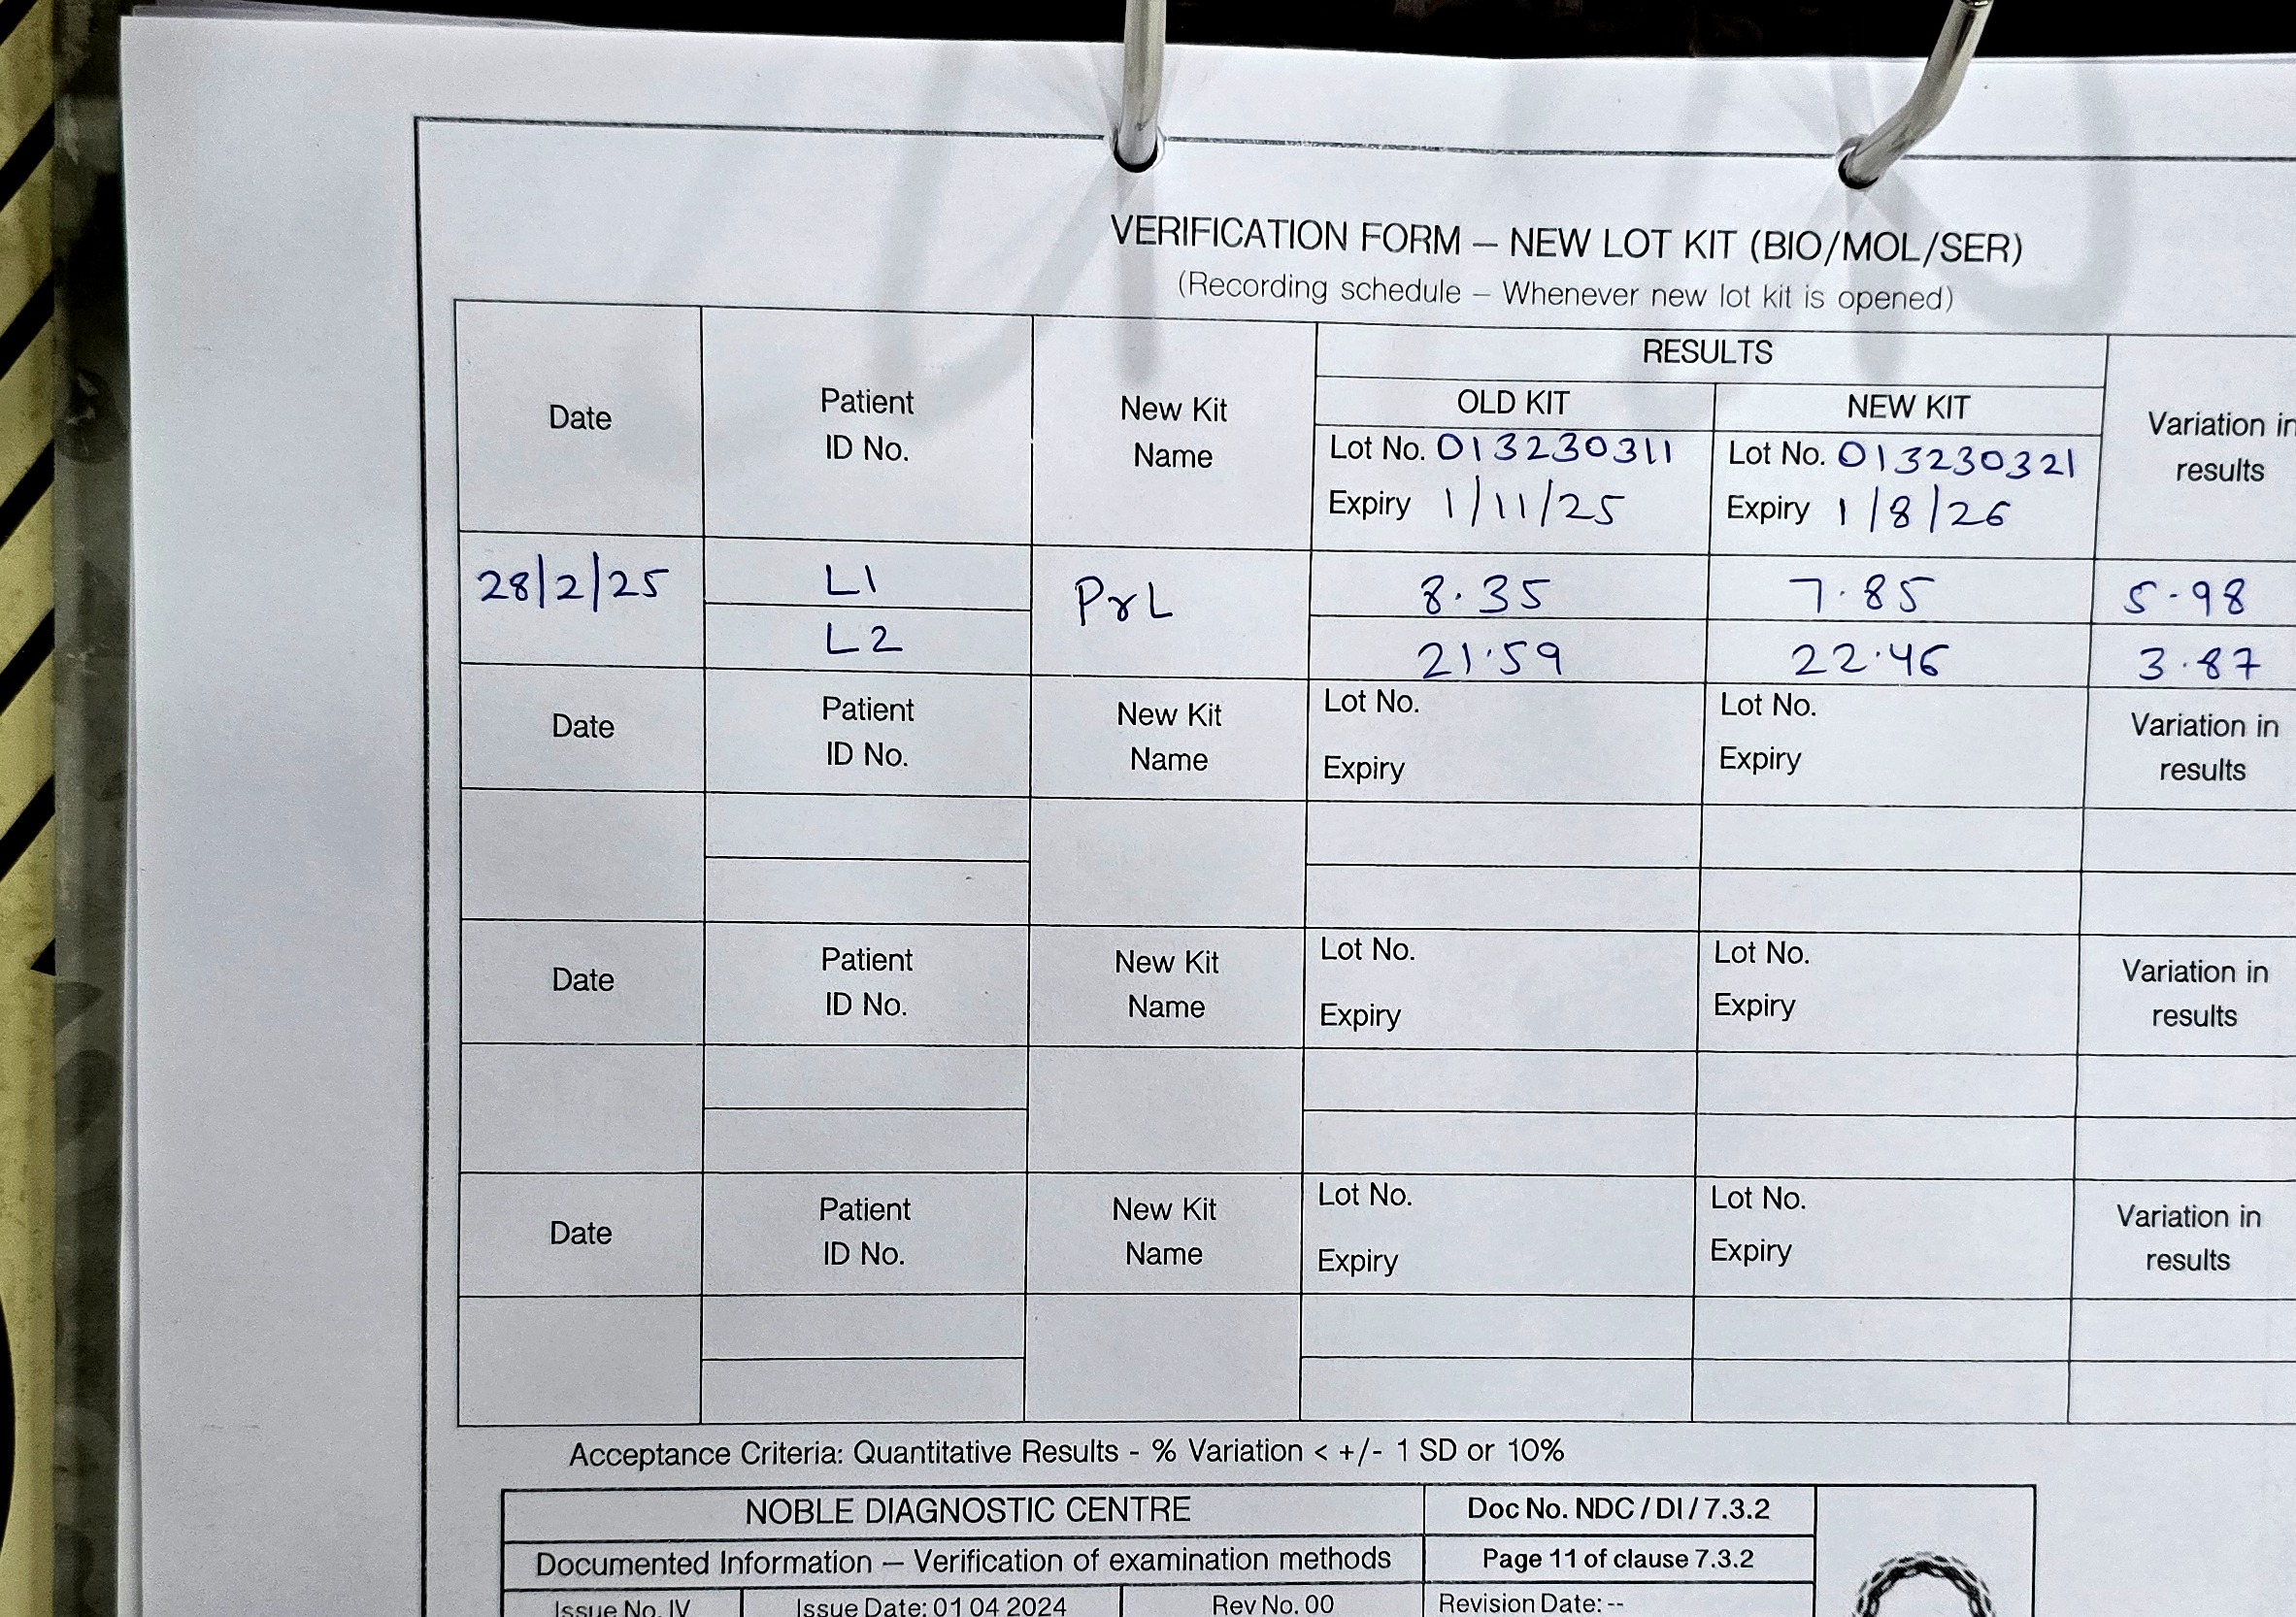 VERIFICATION FORM – NEW LOT KIT (BIO/MOL/SER)
(Recording schedule – Whenever new lot kit is opened)
Date
Patient
ID No.
New Kit
Name
RESULTS
OLD KIT
NEW KIT
Lot No. 013230311
Expiry 1/11/25
Lot No. 013230321
Expiry 1/8/26
Variation in
results
28/2/25
L1
PrL
8.35
7.85
5.98
L2
21.59
22.46
3.87
Date
Patient
ID No.
New Kit
Name
Lot No.
Expiry
Lot No.
Expiry
Variation in
results
Date
Patient
ID No.
New Kit
Name
Lot No.
Expiry
Lot No.
Expiry
Variation in
results
Date
Patient
ID No.
New Kit
Name
Lot No.
Expiry
Lot No.
Expiry
Variation in
results
Acceptance Criteria: Quantitative Results - % Variation < +/- 1 SD or 10%
NOBLE DIAGNOSTIC CENTRE
Doc No. NDC / DI / 7.3.2
Documented Information – Verification of examination methods
Page 11 of clause 7.3.2
Issue No. IV
Issue Date: 01 04 2024
Rev No. 00
Revision Date: --